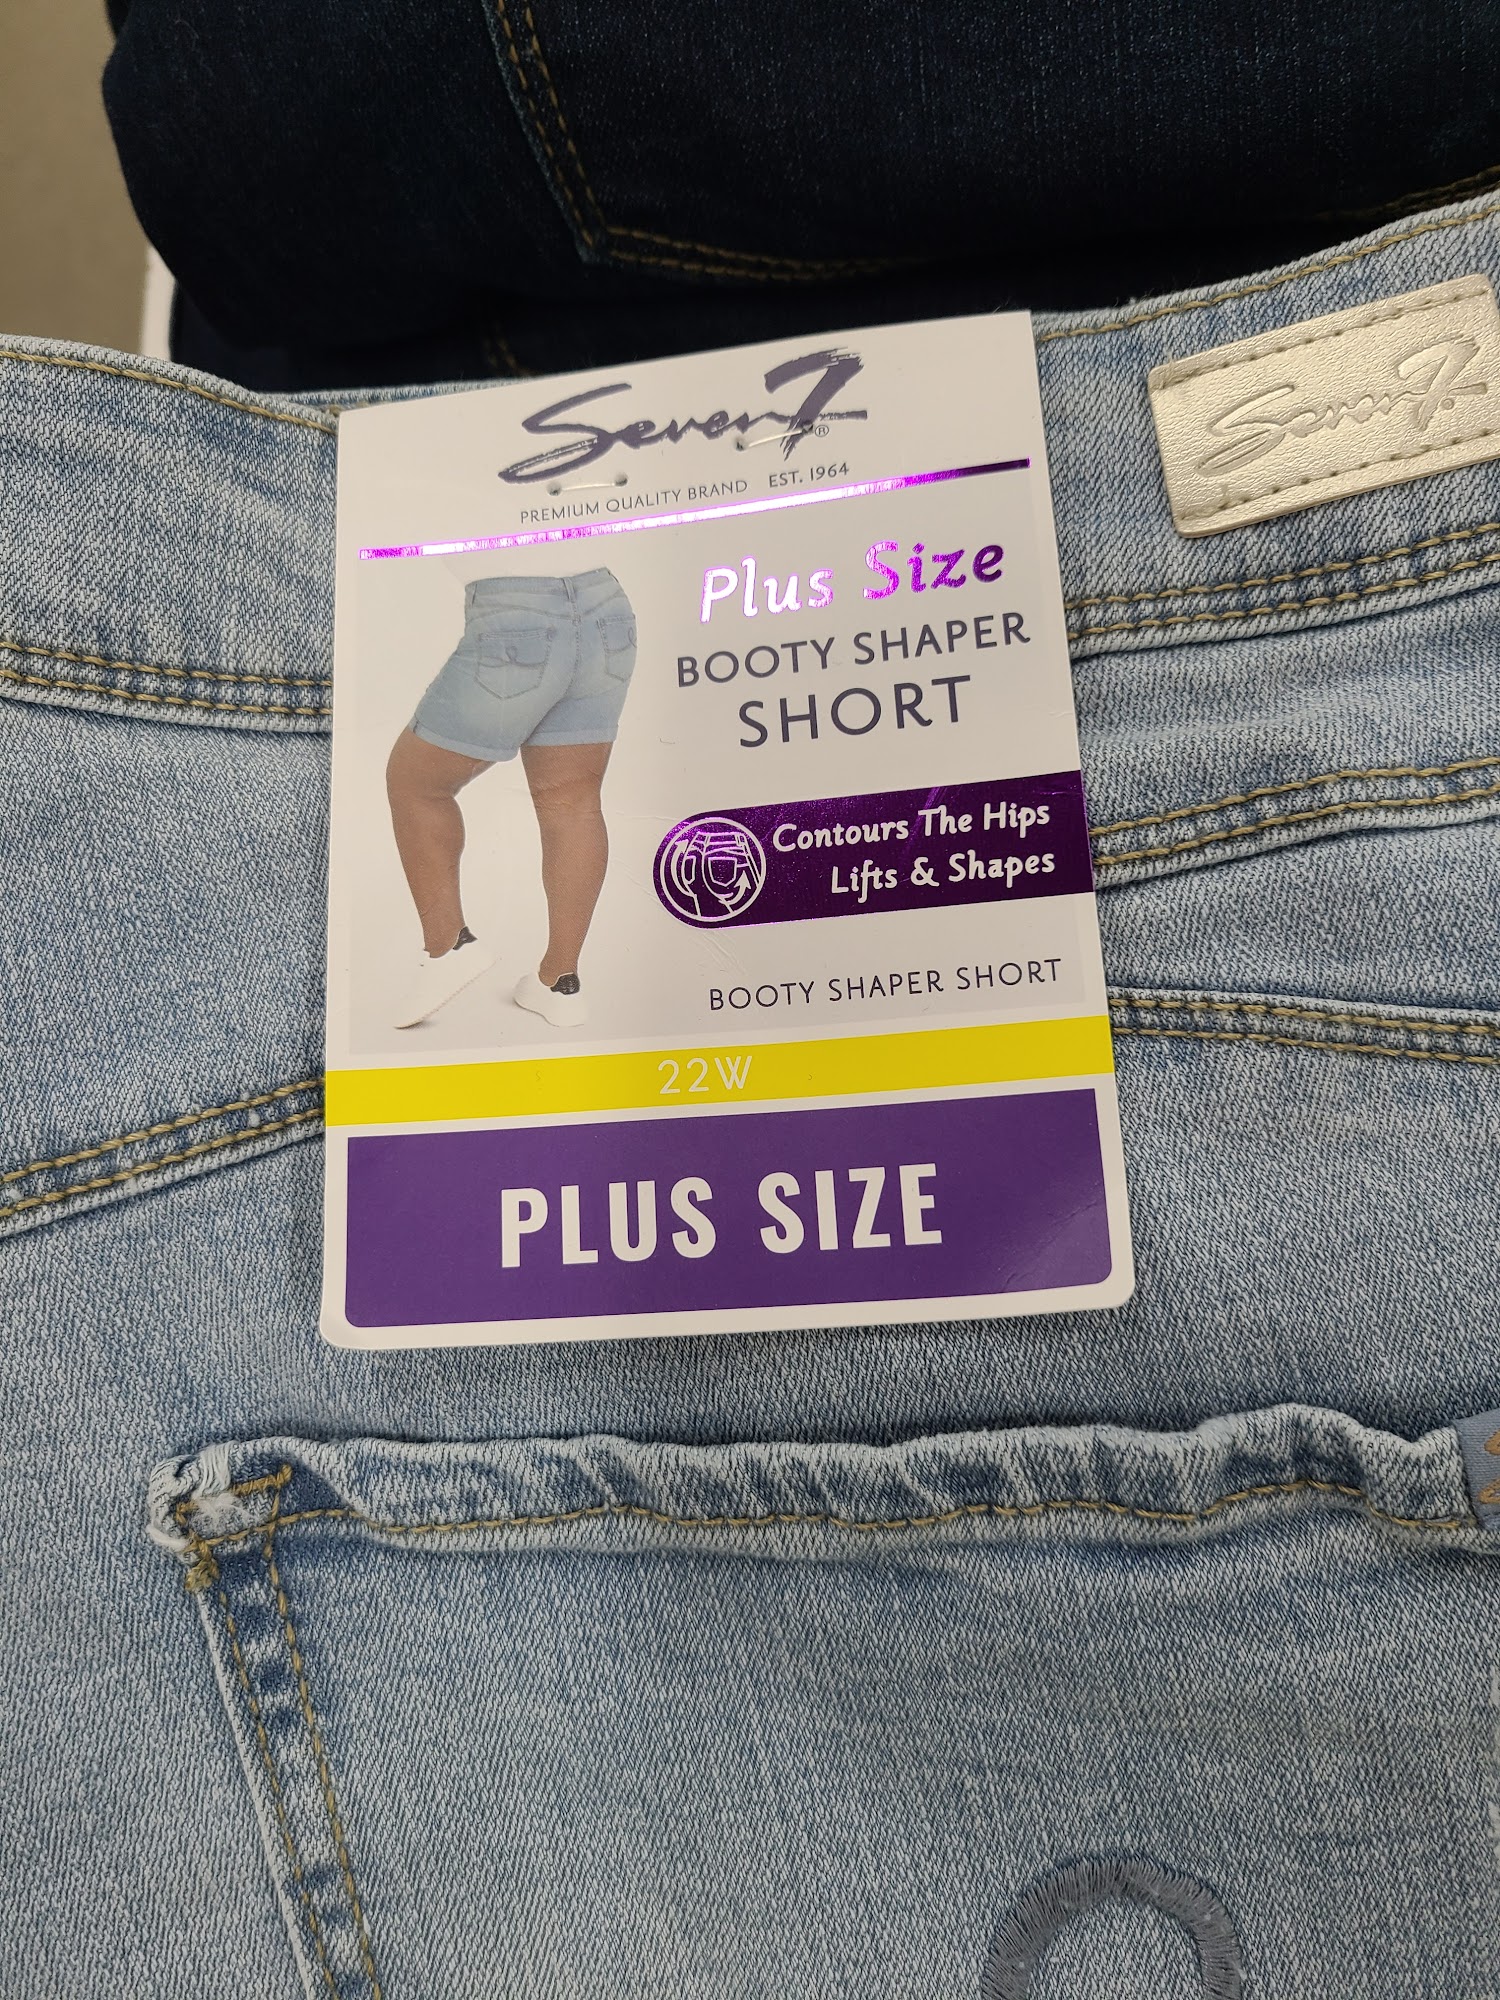 Seven7®
PREMIUM QUALITY BRAND EST. 1964
Plus Size
BOOTY SHAPER
SHORT
Contours The Hips
Lifts & Shapes
BOOTY SHAPER SHORT
22W
PLUS SIZE
Seven7